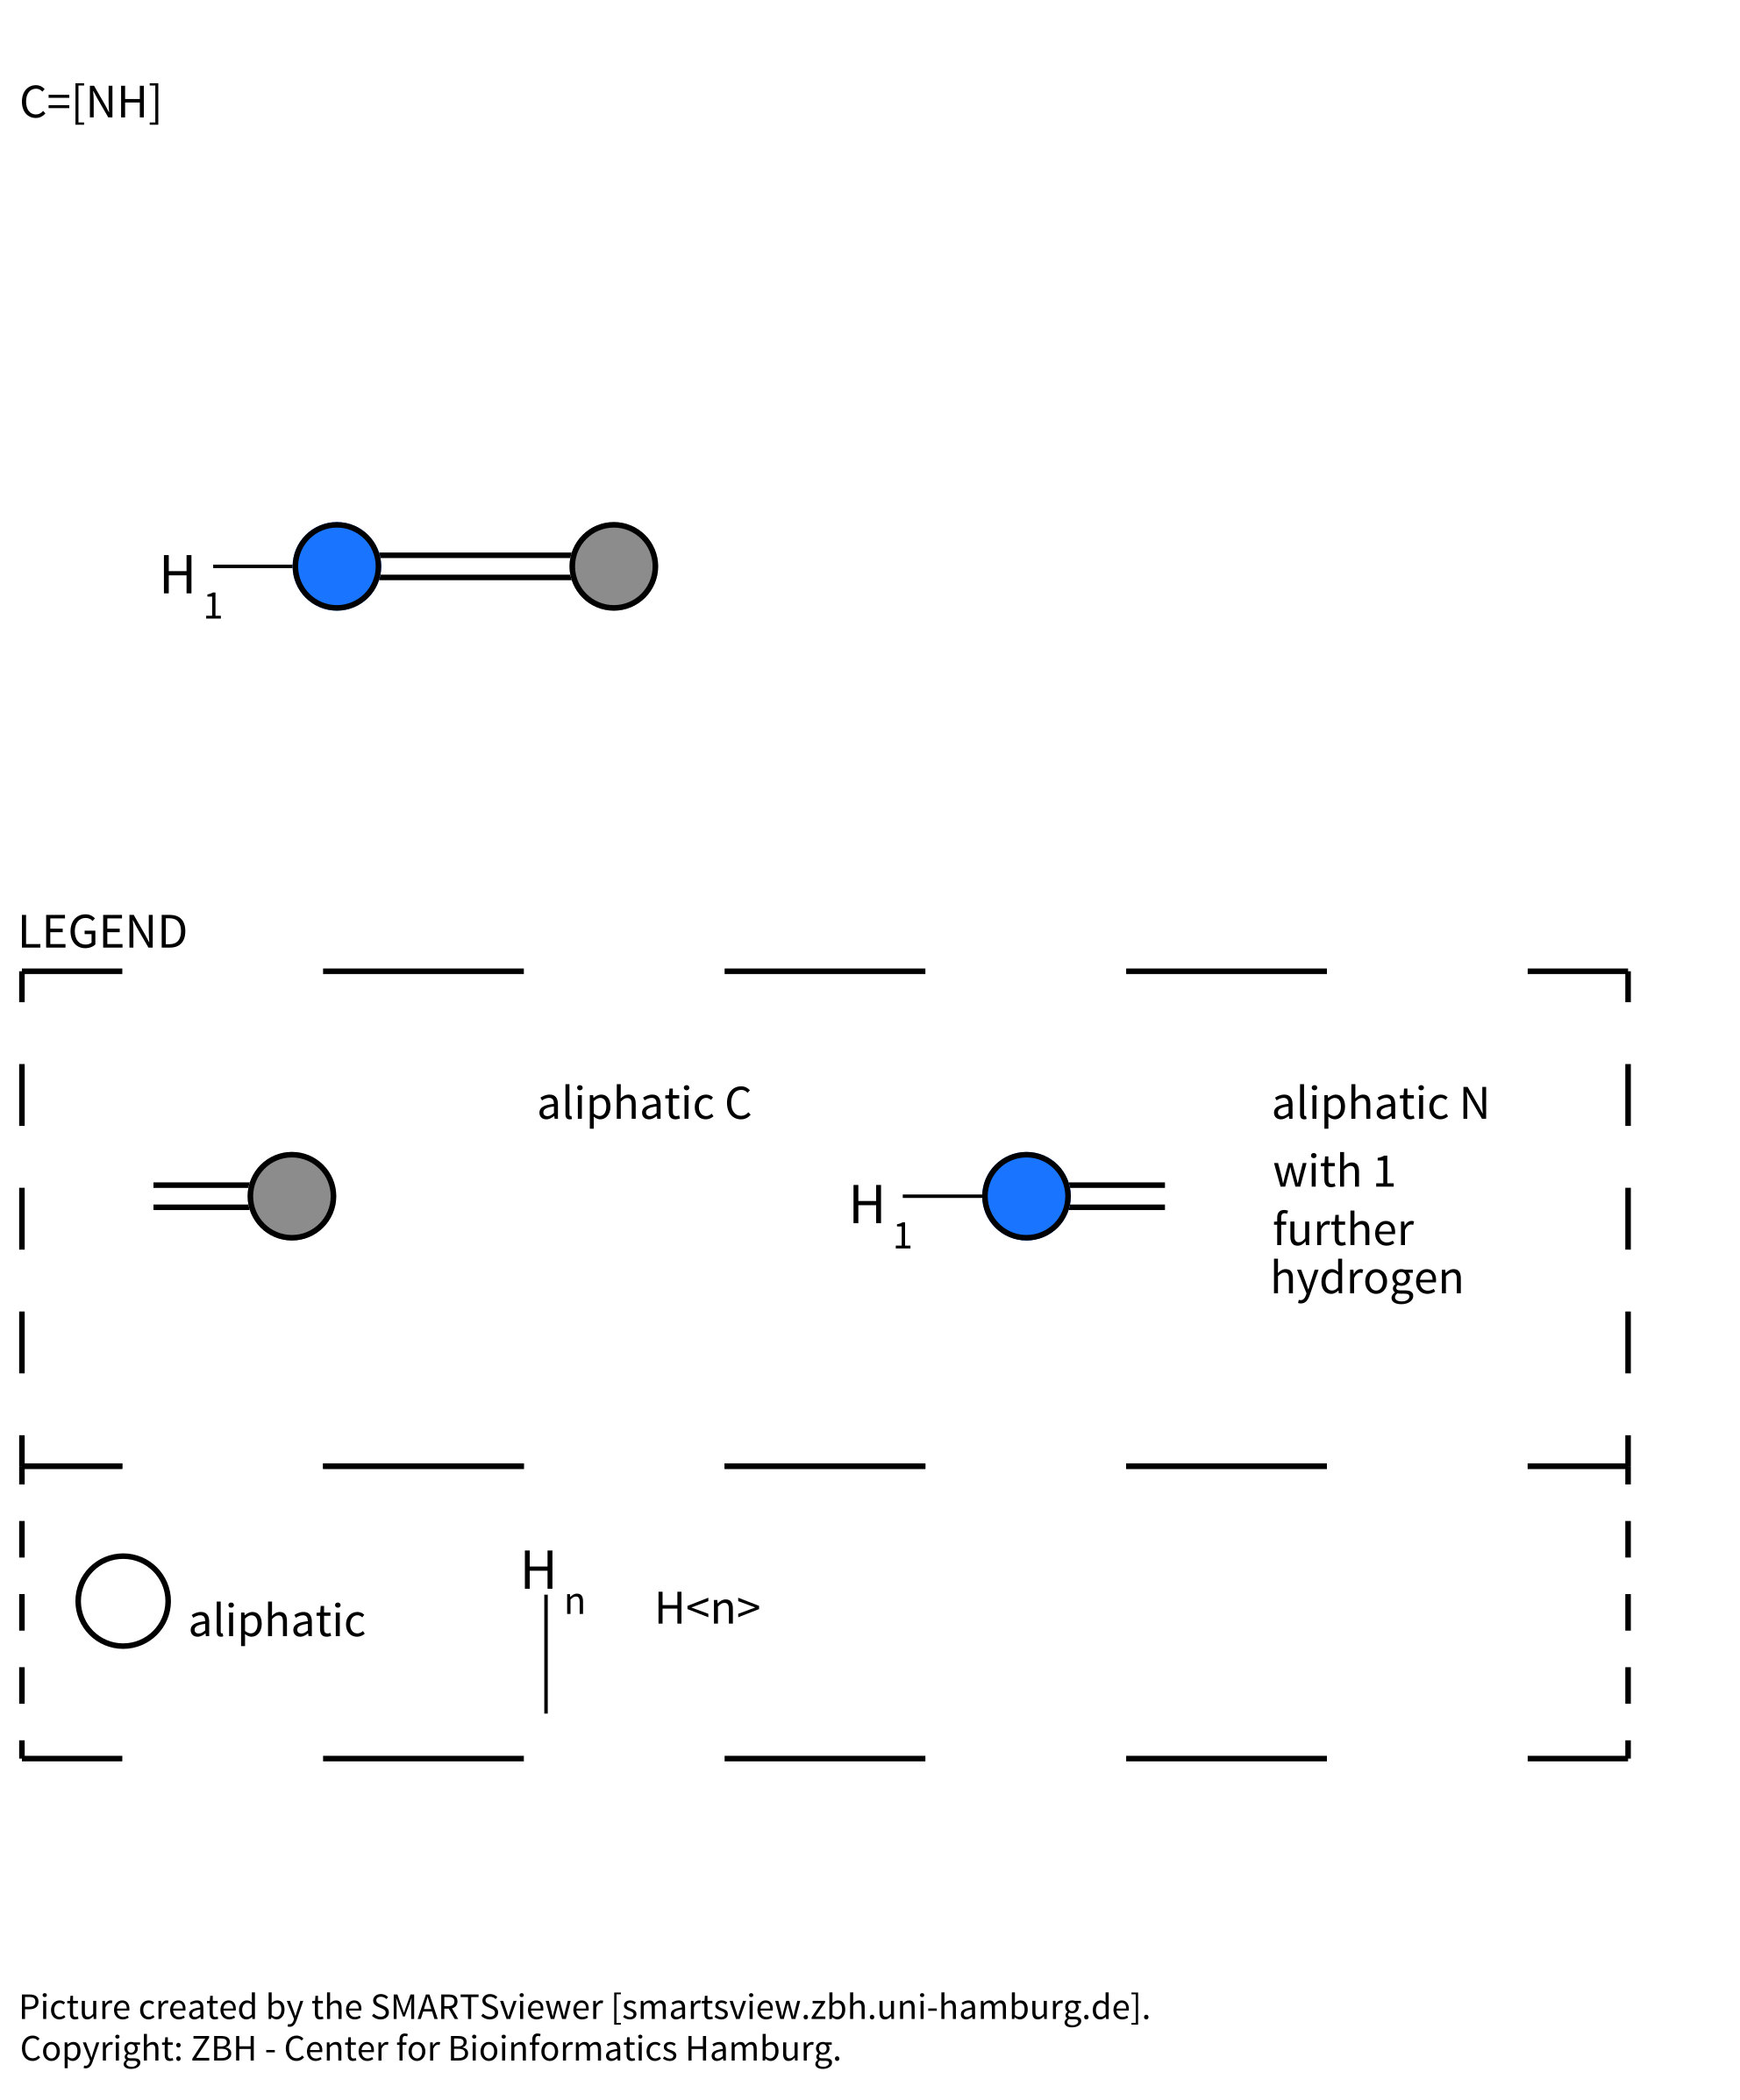 C=[NH]
H 1
LEGEND
aliphatic C
aliphatic N
with 1
further
hydrogen
H 1
aliphatic
H n
H<n>
Picture created by the SMARTSviewer [smartsview.zbh.uni-hamburg.de].
Copyright: ZBH - Center for Bioinformatics Hamburg.